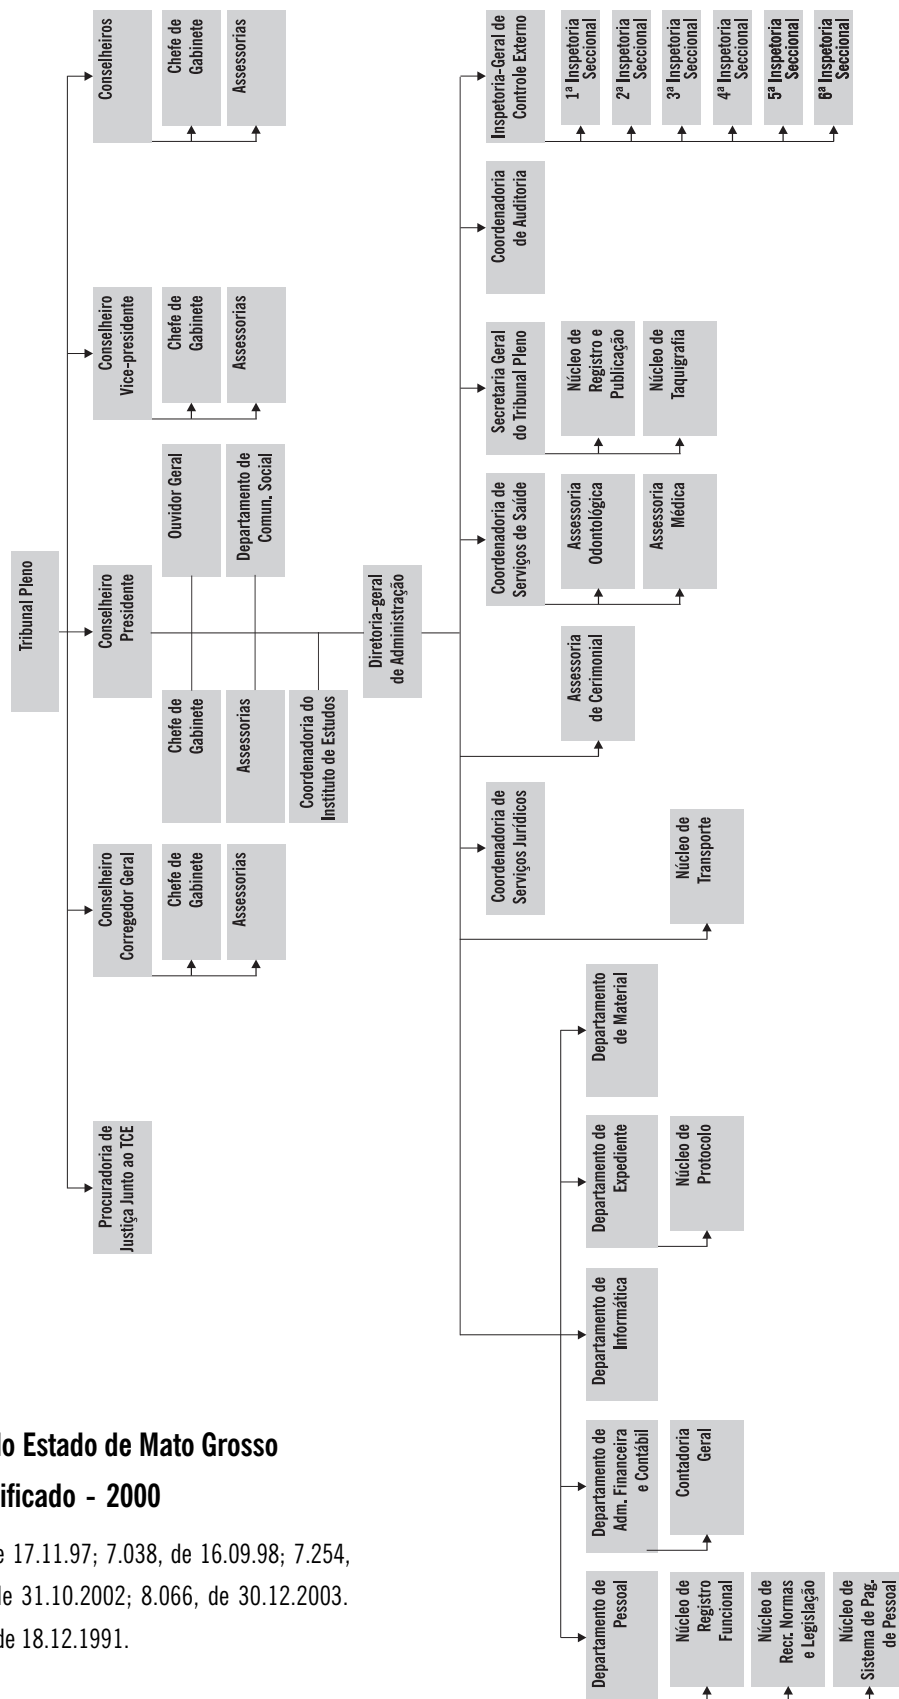 Tribunal Pleno
Procuradoria de
Justiça Junto ao TCE
Conselheiro
Corregedor Geral
Chefe de
Gabinete
Assessorias
Conselheiro
Presidente
Chefe de
Gabinete
Assessorias
Coordenadoria do
Instituto de Estudos
Ouvidor Geral
Departamento de
Comun. Social
Conselheiro
Vice-presidente
Chefe de
Gabinete
Assessorias
Conselheiros
Chefe de
Gabinete
Assessorias
Diretoria-geral
de Administração
Departamento de
Pessoal
Núcleo de
Registro
Funcional
Núcleo de
Recr. Normas
e Legislação
Núcleo de
Sistema de Pag.
de Pessoal
Departamento de
Adm. Financeira
e Contábil
Contadoria
Geral
Departamento de
Informática
Departamento de
Expediente
Núcleo de
Protocolo
Departamento
de Material
Núcleo de
Transporte
Coordenadoria de
Serviços Jurídicos
Assessoria
de Cerimonial
Coordenadoria de
Serviços de Saúde
Assessoria
Odontológica
Assessoria
Médica
Secretaria Geral
do Tribunal Pleno
Núcleo de
Registro e
Publicação
Núcleo de
Taquigrafia
Coordenadoria
de Auditoria
Inspetoria-Geral de
Controle Externo
1ª Inspetoria
Seccional
2ª Inspetoria
Seccional
3ª Inspetoria
Seccional
4ª Inspetoria
Seccional
5ª Inspetoria
Seccional
6ª Inspetoria
Seccional
do Estado de Mato Grosso
ificado - 2000
e 17.11.97; 7.038, de 16.09.98; 7.254,
de 31.10.2002; 8.066, de 30.12.2003.
de 18.12.1991.